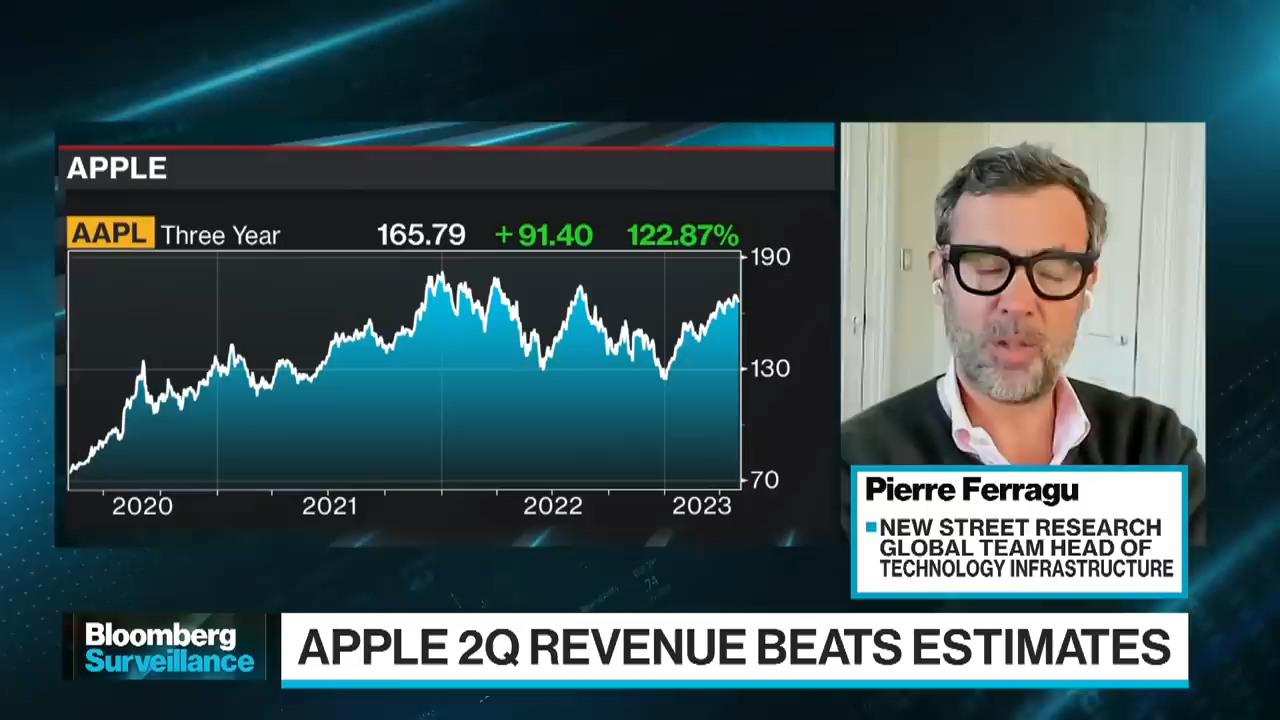 APPLE
AAPL Three Year 165.79 +91.40 122.87%
190
130
70
2020 2021 2022 2023
Pierre Ferragu
NEW STREET RESEARCH
GLOBAL TEAM HEAD OF
TECHNOLOGY INFRASTRUCTURE
Bloomberg
Surveillance
APPLE 2Q REVENUE BEATS ESTIMATES